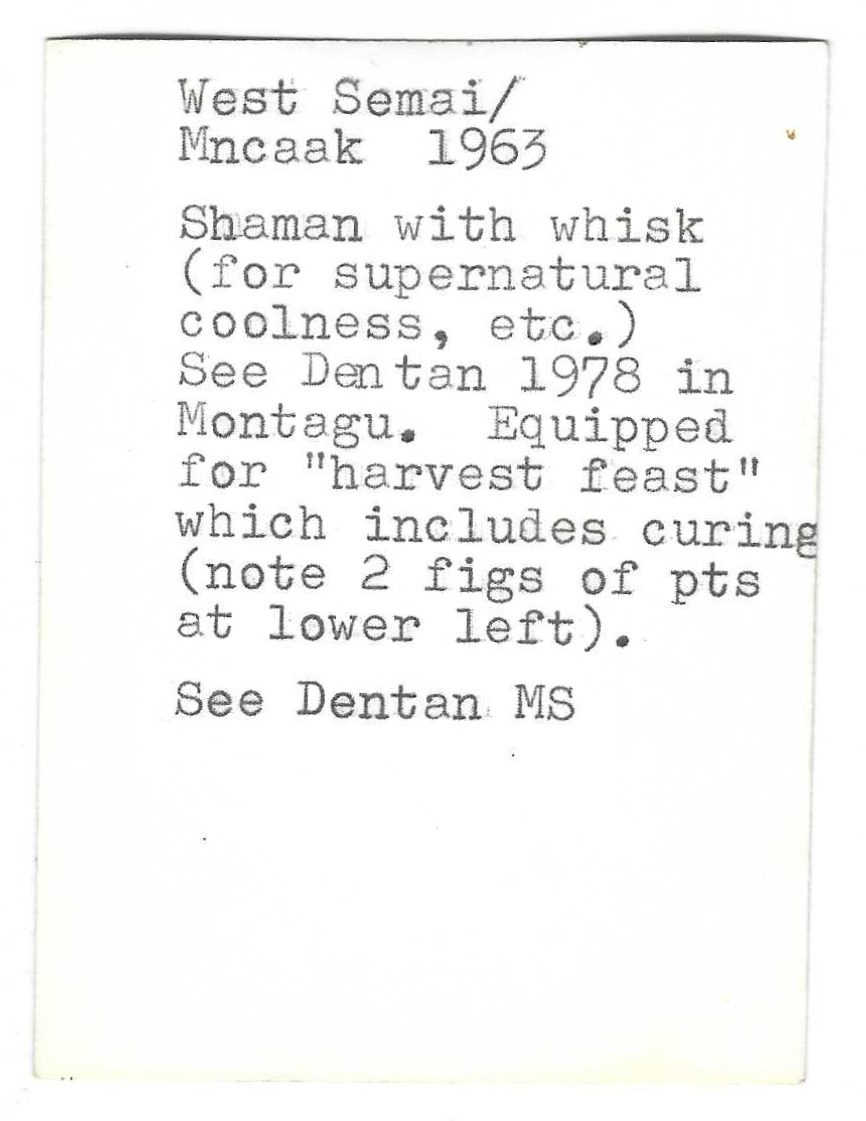 West Semai/
Mncaak 1963
Shaman with whisk
(for supernatural
coolness, etc.)
See Dentan 1978 in
Montagu. Equipped
for "harvest feast"
which includes curing
(note 2 figs of pts
at lower left).
See Dentan MS